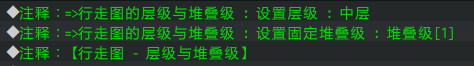 ◆注释：=>行走图的层级与堆叠级 : 设置层级 : 中层
◆注释：=>行走图的层级与堆叠级 : 设置固定堆叠级 : 堆叠级[1]
◆注释：【行走图 - 层级与堆叠级】